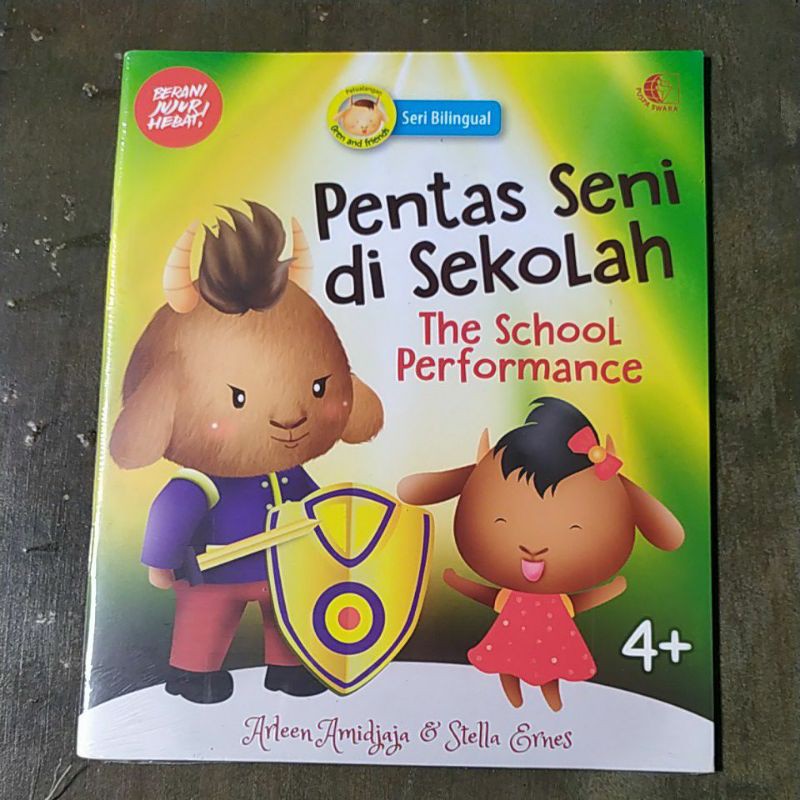 BERANI
JUJUR
HEBAT!
Petualangan
Gren and friends
Seri Bilingual
PUSPA SWARA
Pentas Seni
di Sekolah
The School
Performance
4+
Arleen Amidjaja & Stella Ernes